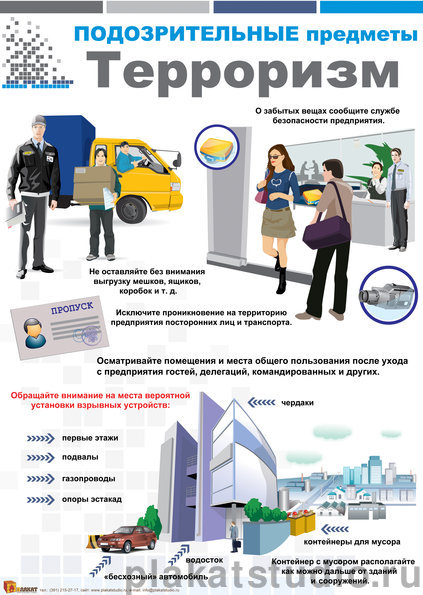 ПОДОЗРИТЕЛЬНЫЕ предметы
Терроризм
О забытых вещах сообщите службе
безопасности предприятия.
Не оставляйте без внимания
выгрузку мешков, ящиков,
коробок и т. д.
ПРОПУСК
Исключите проникновение на территорию
предприятия посторонних лиц и транспорта.
Осматривайте помещения и места общего пользования после ухода
с предприятия гостей, делегаций, командированных и других.
Обращайте внимание на места вероятной
установки взрывных устройств:
чердаки
первые этажи
подвалы
газопроводы
опоры эстакад
контейнеры для мусора
водосток
Контейнер с мусором располагайте
как можно дальше от зданий
и сооружений.
«бесхозный» автомобиль
plakatstudio.ru